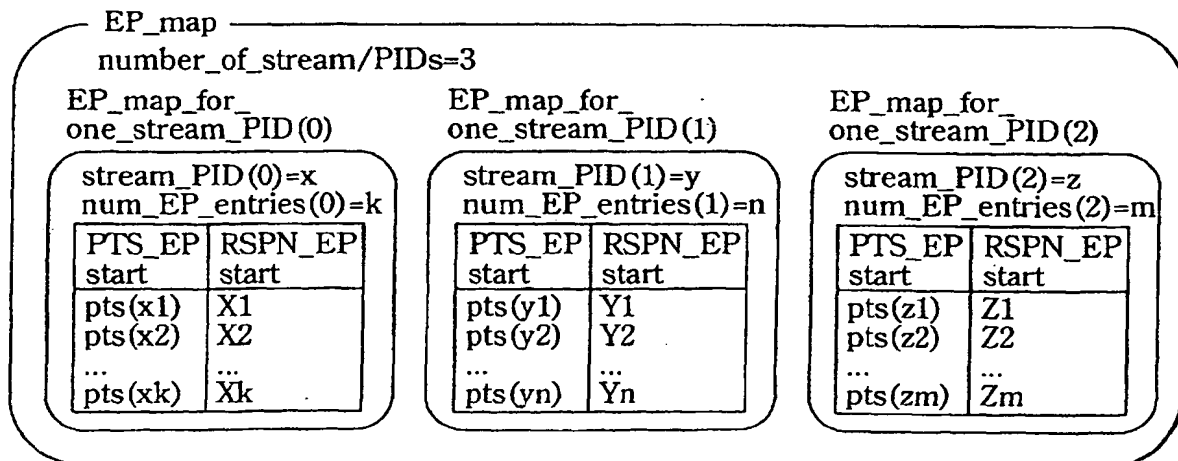 EP_map
number_of_stream/PIDs=3
EP_map_for_
one_stream_PID(0)
stream_PID(0)=x
num_EP_entries(0)=k
PTS_EP RSPN_EP
start start
pts(x1) X1
pts(x2) X2
... ...
pts(xk) Xk
EP_map_for_
one_stream_PID(1)
stream_PID(1)=y
num_EP_entries(1)=n
PTS_EP RSPN_EP
start start
pts(y1) Y1
pts(y2) Y2
... ...
pts(yn) Yn
EP_map_for_
one_stream_PID(2)
stream_PID(2)=z
num_EP_entries(2)=m
PTS_EP RSPN_EP
start start
pts(z1) Z1
pts(z2) Z2
... ...
pts(zm) Zm